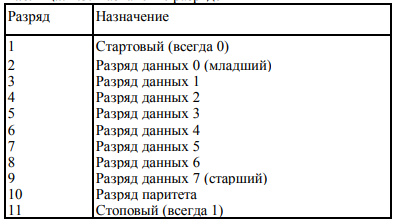 Разряд Назначение
1 Стартовый (всегда 0)
2 Разряд данных 0 (младший)
3 Разряд данных 1
4 Разряд данных 2
5 Разряд данных 3
6 Разряд данных 4
7 Разряд данных 5
8 Разряд данных 6
9 Разряд данных 7 (старший)
10 Разряд паритета
11 Стоповый (всегда 1)